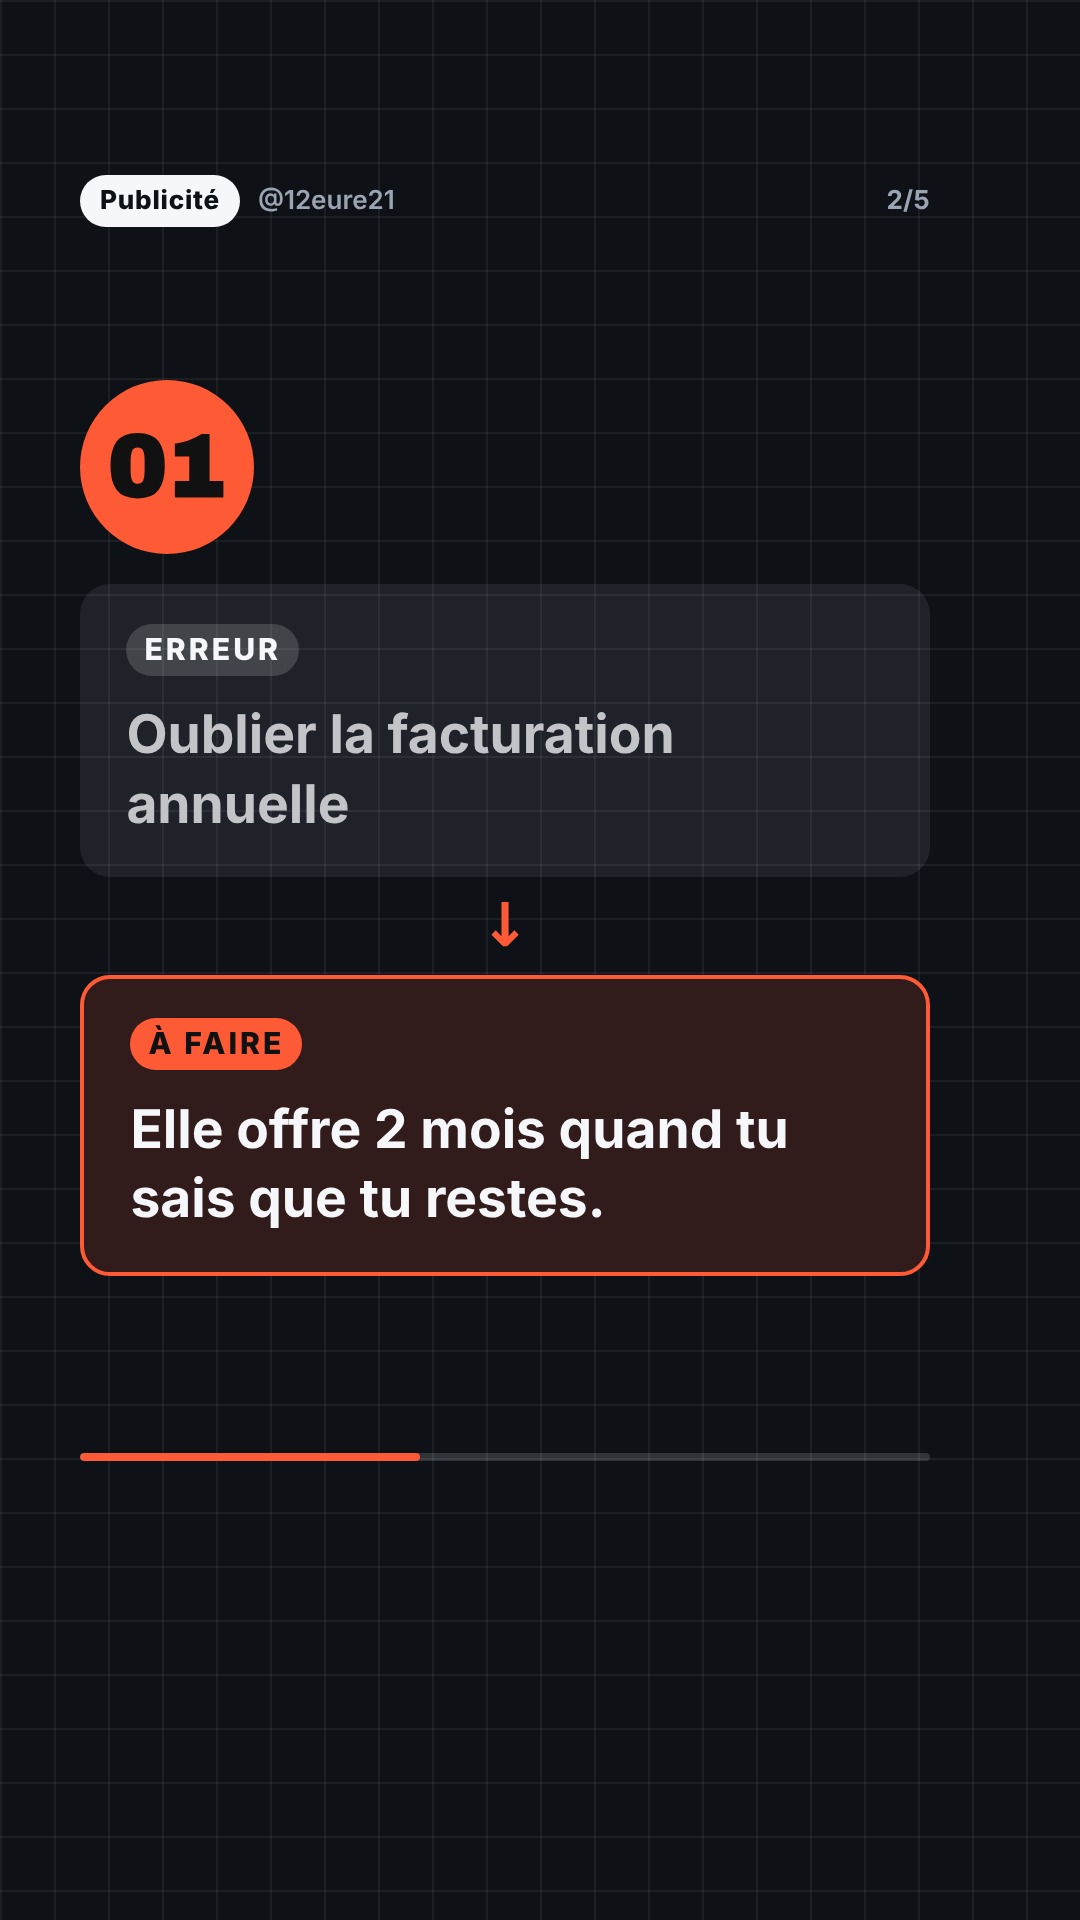 Publicité @12eure21 2/5
01
ERREUR
Oublier la facturation
annuelle
↓
À FAIRE
Elle offre 2 mois quand tu
sais que tu restes.